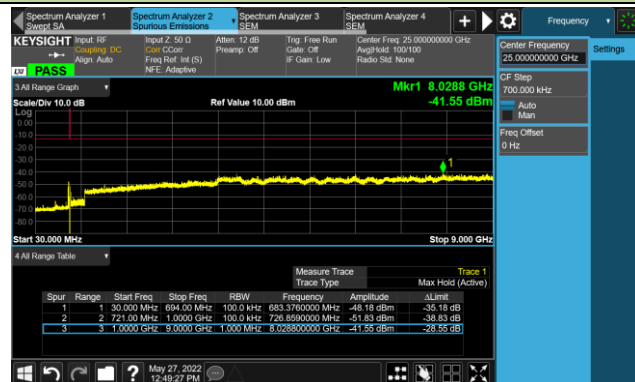 Spectrum Analyzer 1
Swept SA
Spectrum Analyzer 2
Spurious Emissions
Spectrum Analyzer 3
SEM
Spectrum Analyzer 4
SEM
Frequency
KEYSIGHT
Input: RF
Coupling: DC
Align: Auto
Input Z: 50 Ω
Corr CCorr
Freq Ref: Int (S)
NFE: Adaptive
Atten: 12 dB
Preamp: Off
Trig: Free Run
Gate: Off
IF Gain: Low
Center Freq: 25.000000000 GHz
Avg|Hold: 100/100
Radio Std: None
LXI PASS
Center Frequency
25.00000000 GHz
Settings
CF Step
700.000 kHz
Auto
Man
Freq Offset
0 Hz
3 All Range Graph
Mkr1 8.0288 GHz
Scale/Div 10.0 dB
Ref Value 10.00 dBm
-41.55 dBm
Log
0.00
-10.0
-20.0
-30.0
-40.0
-50.0
-60.0
-70.0
-80.0
1
Start 30.000 MHz
Stop 9.000 GHz
4 All Range Table
Measure Trace Trace 1
Trace Type Max Hold (Active)
Spur Range Start Freq Stop Freq RBW Frequency Amplitude ΔLimit
1 1 30.000 MHz 694.00 MHz 100.0 kHz 683.3760000 MHz -48.18 dBm -35.18 dB
2 2 721.00 MHz 1.0000 GHz 100.0 kHz 726.8590000 MHz -51.83 dBm -38.83 dB
3 3 1.0000 GHz 9.0000 GHz 1.000 MHz 8.028800000 GHz -41.55 dBm -28.55 dB
May 27, 2022
12:49:27 PM